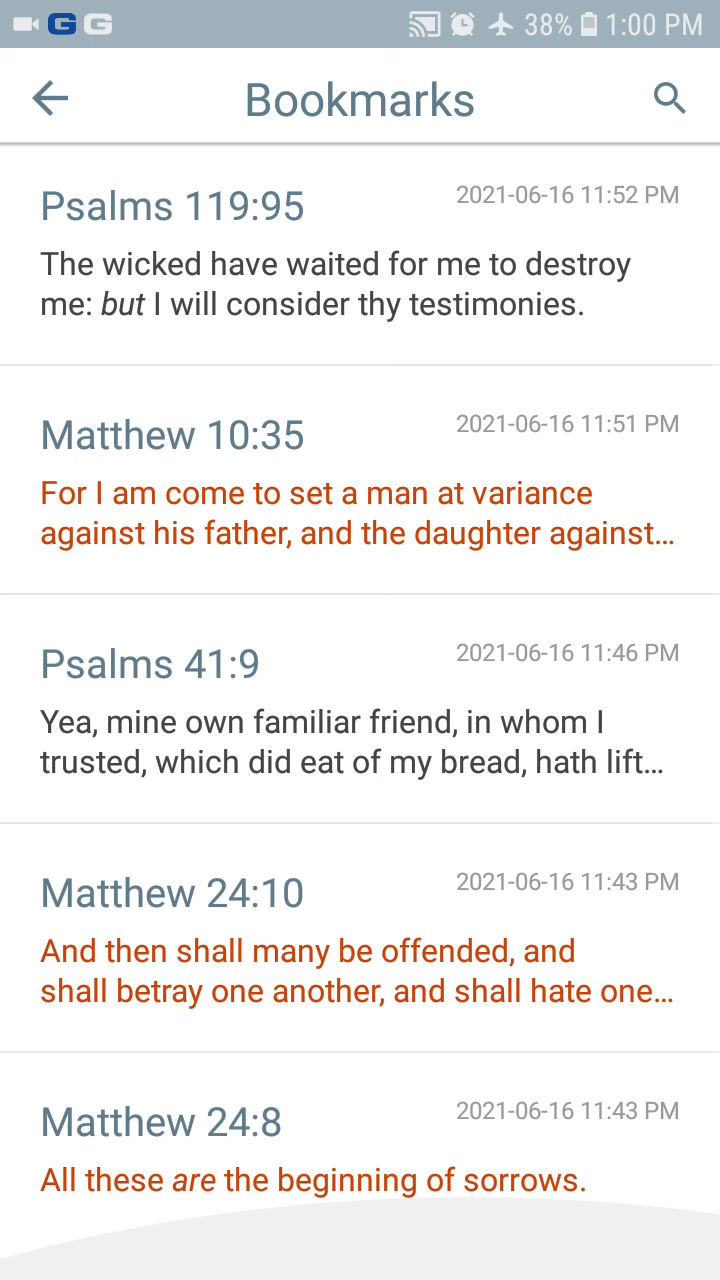 G G 38% 1:00 PM
Bookmarks
Psalms 119:95 2021-06-16 11:52 PM
The wicked have waited for me to destroy
me: but I will consider thy testimonies.
Matthew 10:35 2021-06-16 11:51 PM
For I am come to set a man at variance
against his father, and the daughter against...
Psalms 41:9 2021-06-16 11:46 PM
Yea, mine own familiar friend, in whom I
trusted, which did eat of my bread, hath lift...
Matthew 24:10 2021-06-16 11:43 PM
And then shall many be offended, and
shall betray one another, and shall hate one...
Matthew 24:8 2021-06-16 11:43 PM
All these are the beginning of sorrows.